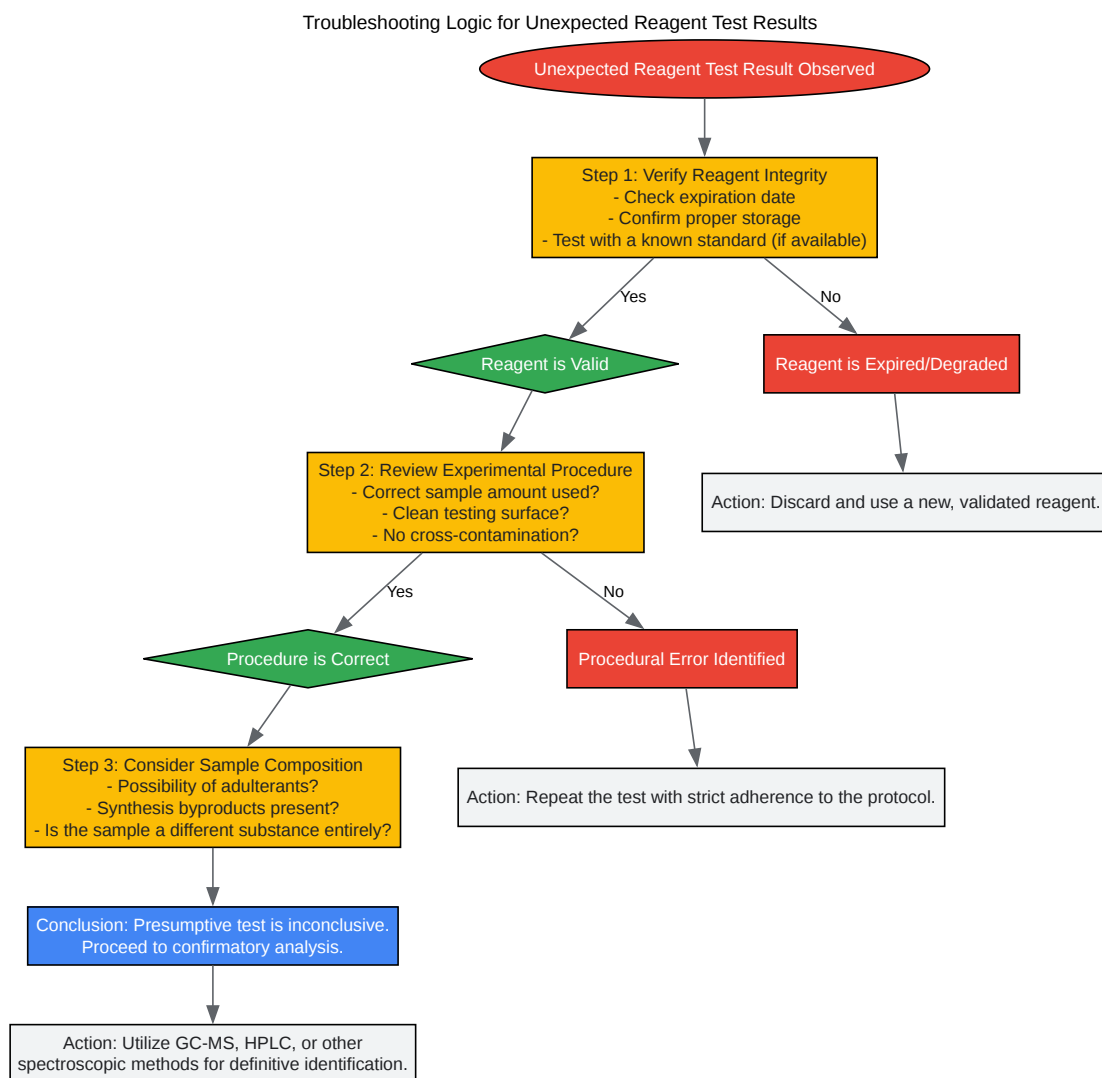 Troubleshooting Logic for Unexpected Reagent Test Results
Unexpected Reagent Test Result Observed
Step 1: Verify Reagent Integrity
- Check expiration date
- Confirm proper storage
- Test with a known standard (if available)
Yes
No
Reagent is Valid
Reagent is Expired/Degraded
Step 2: Review Experimental Procedure
- Correct sample amount used?
- Clean testing surface?
- No cross-contamination?
Action: Discard and use a new, validated reagent.
Yes
No
Procedure is Correct
Procedural Error Identified
Step 3: Consider Sample Composition
- Possibility of adulterants?
- Synthesis byproducts present?
- Is the sample a different substance entirely?
Action: Repeat the test with strict adherence to the protocol.
Conclusion: Presumptive test is inconclusive.
Proceed to confirmatory analysis.
Action: Utilize GC-MS, HPLC, or other
spectroscopic methods for definitive identification.